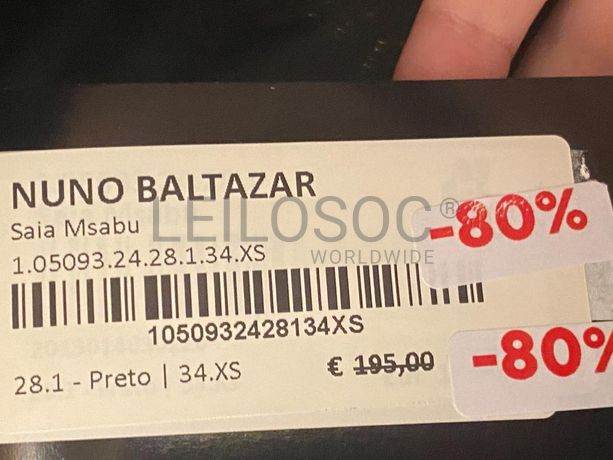 NUNO BALTAZAR
Saia Msabu
LEILOSOC®
WORLDWIDE
-80%
1.05093.24.28.1.34.XS
1050932428134XS
28.1 - Preto | 34.XS
€ 195,00
-80%